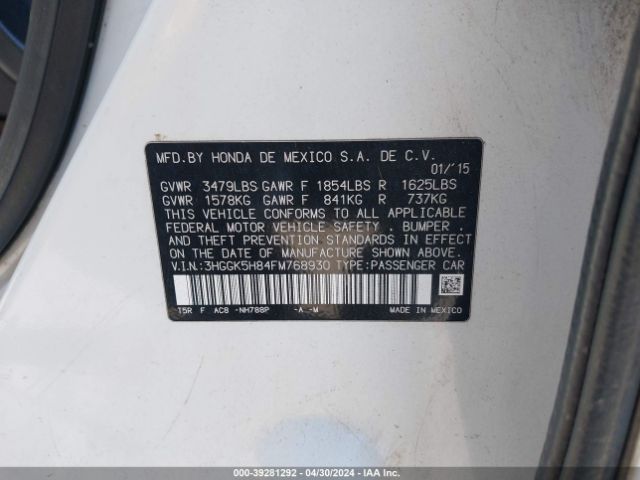 MFD.BY HONDA DE MEXICO S.A. DE C.V.
01/'15
GVWR 3479LBS GAWR F 1854LBS R 1625LBS
GVWR 1578KG GAWR F 841KG R 737KG
THIS VEHICLE CONFORMS TO ALL APPLICABLE
FEDERAL MOTOR VEHICLE SAFETY . BUMPER .
AND THEFT PREVENTION STANDARDS IN EFFECT
ON THE DATE OF MANUFACTURE SHOWN ABOVE.
V.I.N.:3HGGK5H84FM768930 TYPE:PASSENGER CAR
T5R F AC8 -NH788P -A -M MADE IN MEXICO
000-39281292 - 04/30/2024 - IAA Inc.